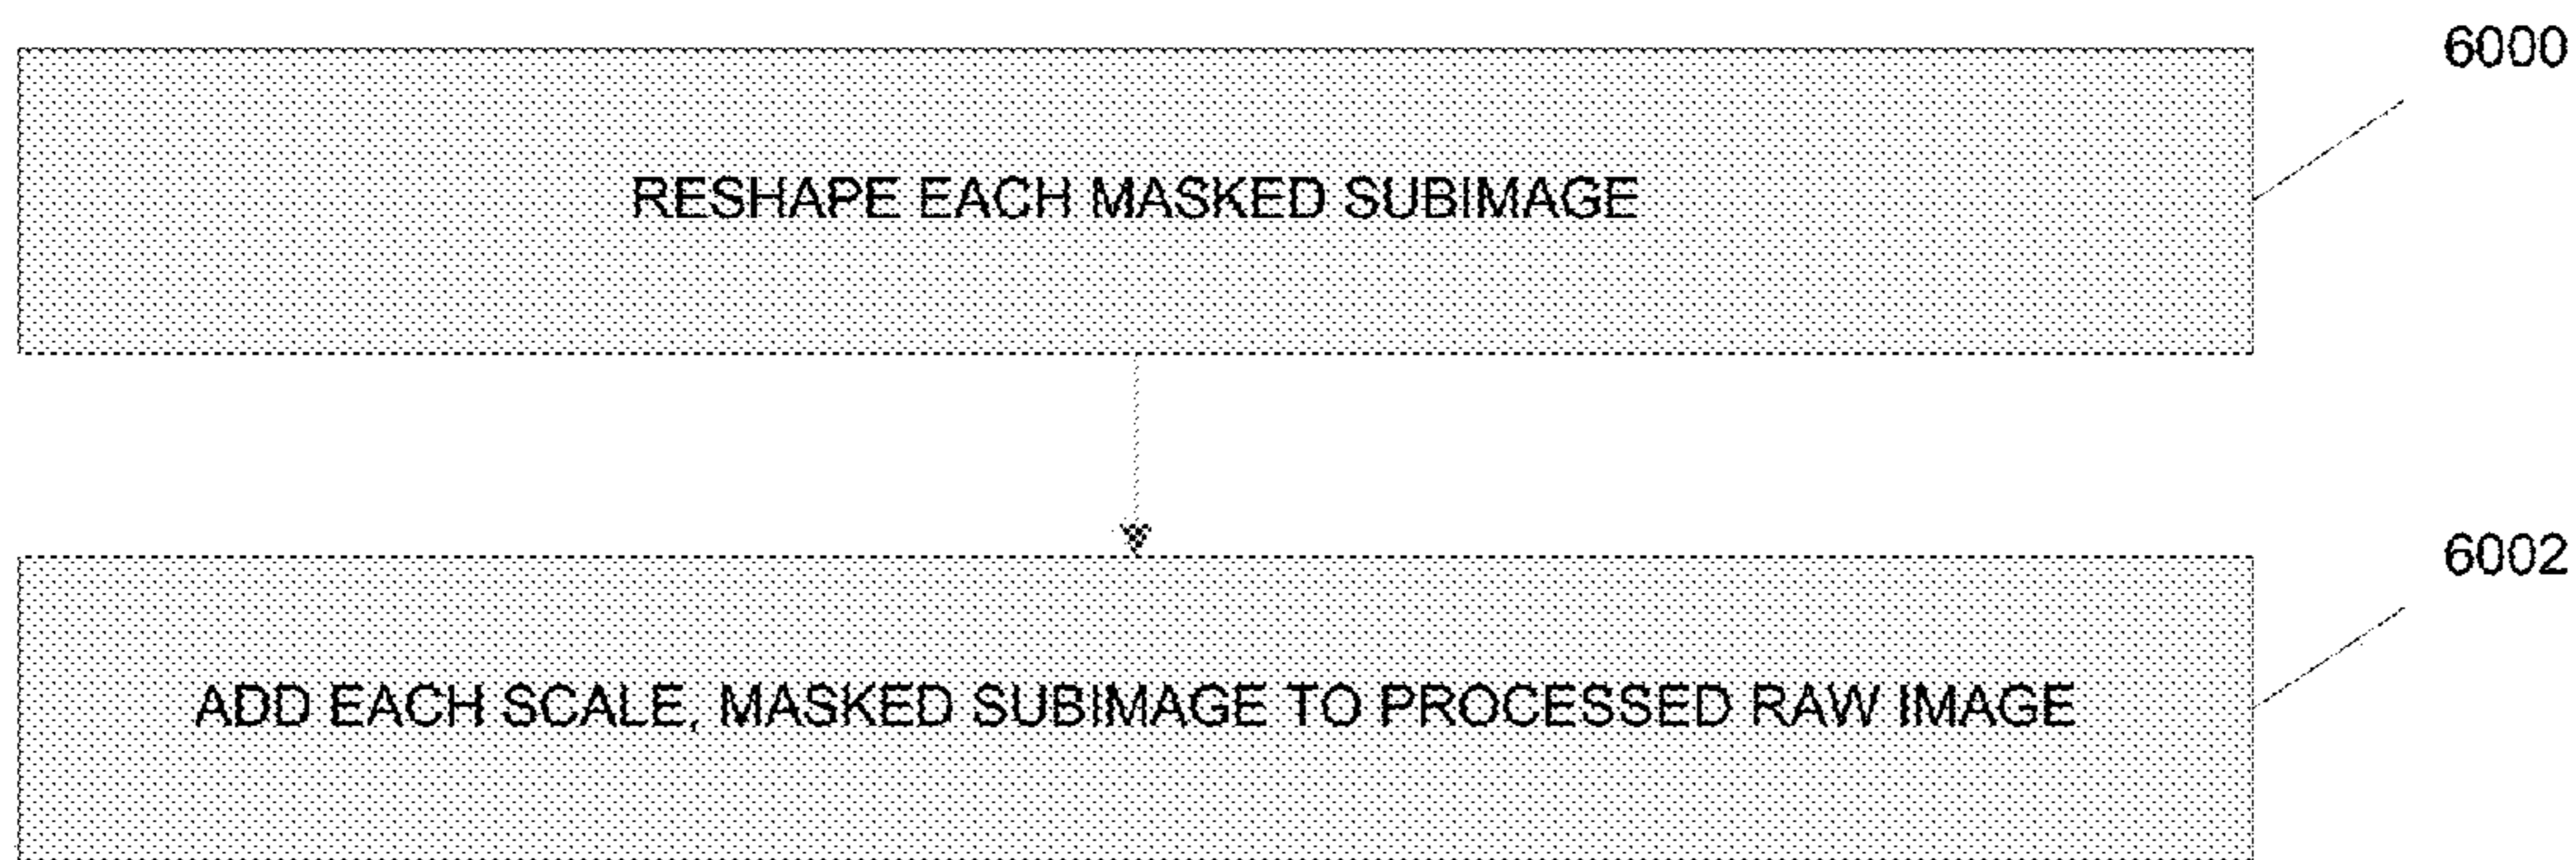 6000
RESHAPE EACH MASKED SUBIMAGE
6002
ADD EACH SCALE, MASKED SUBIMAGE TO PROCESSED RAW IMAGE